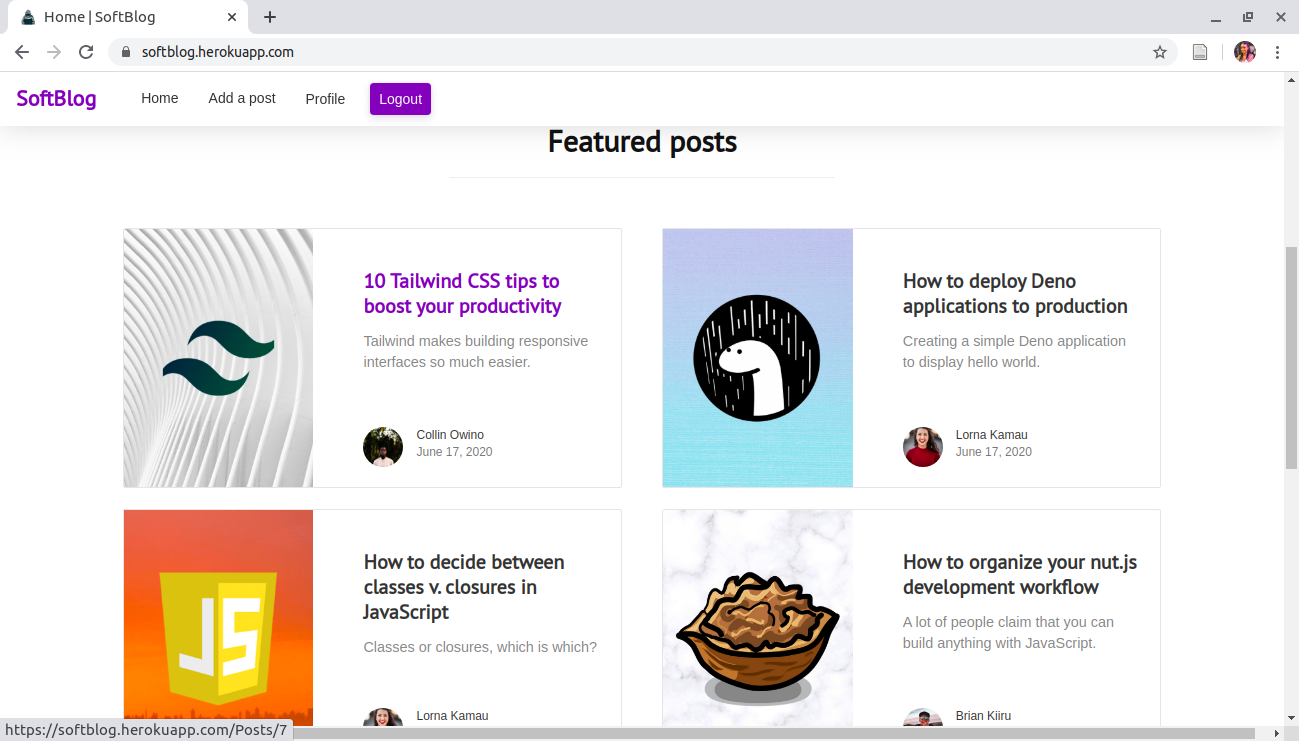 Home | SoftBlog
softblog.herokuapp.com
SoftBlog Home Add a post Profile Logout
Featured posts
10 Tailwind CSS tips to
boost your productivity
Tailwind makes building responsive
interfaces so much easier.
Collin Owino
June 17, 2020
How to deploy Deno
applications to production
Creating a simple Deno application
to display hello world.
Lorna Kamau
June 17, 2020
JS
How to decide between
classes v. closures in
JavaScript
Classes or closures, which is which?
Lorna Kamau
How to organize your nut.js
development workflow
A lot of people claim that you can
build anything with JavaScript.
Brian Kiiru
https://softblog.herokuapp.com/Posts/7